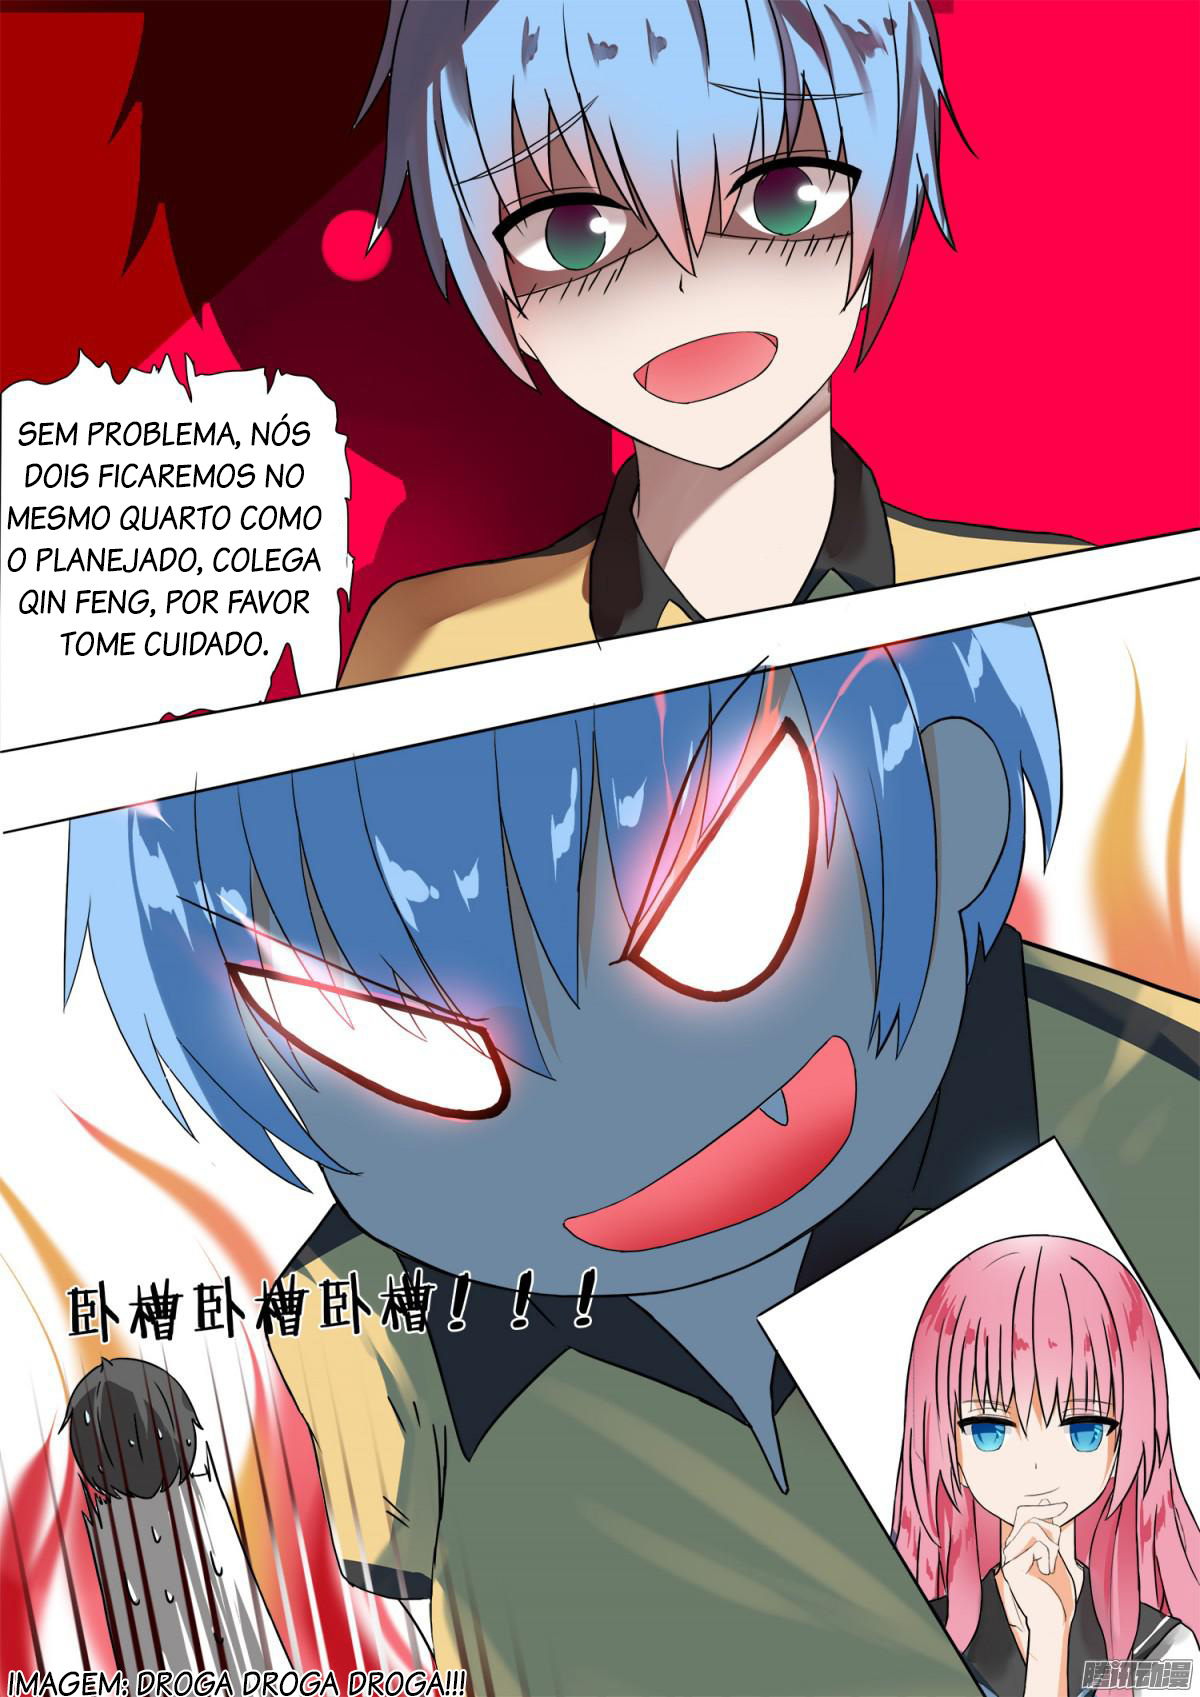 SEM PROBLEMA, NÓS
DOIS FICAREMOS NO
MESMO QUARTO COMO
O PLANEJADO, COLEGA
QIN FENG, POR FAVOR
TOME CUIDADO.
卧槽卧槽卧槽！！！
IMAGEM: DROGA DROGA DROGA!!!
腾讯动漫